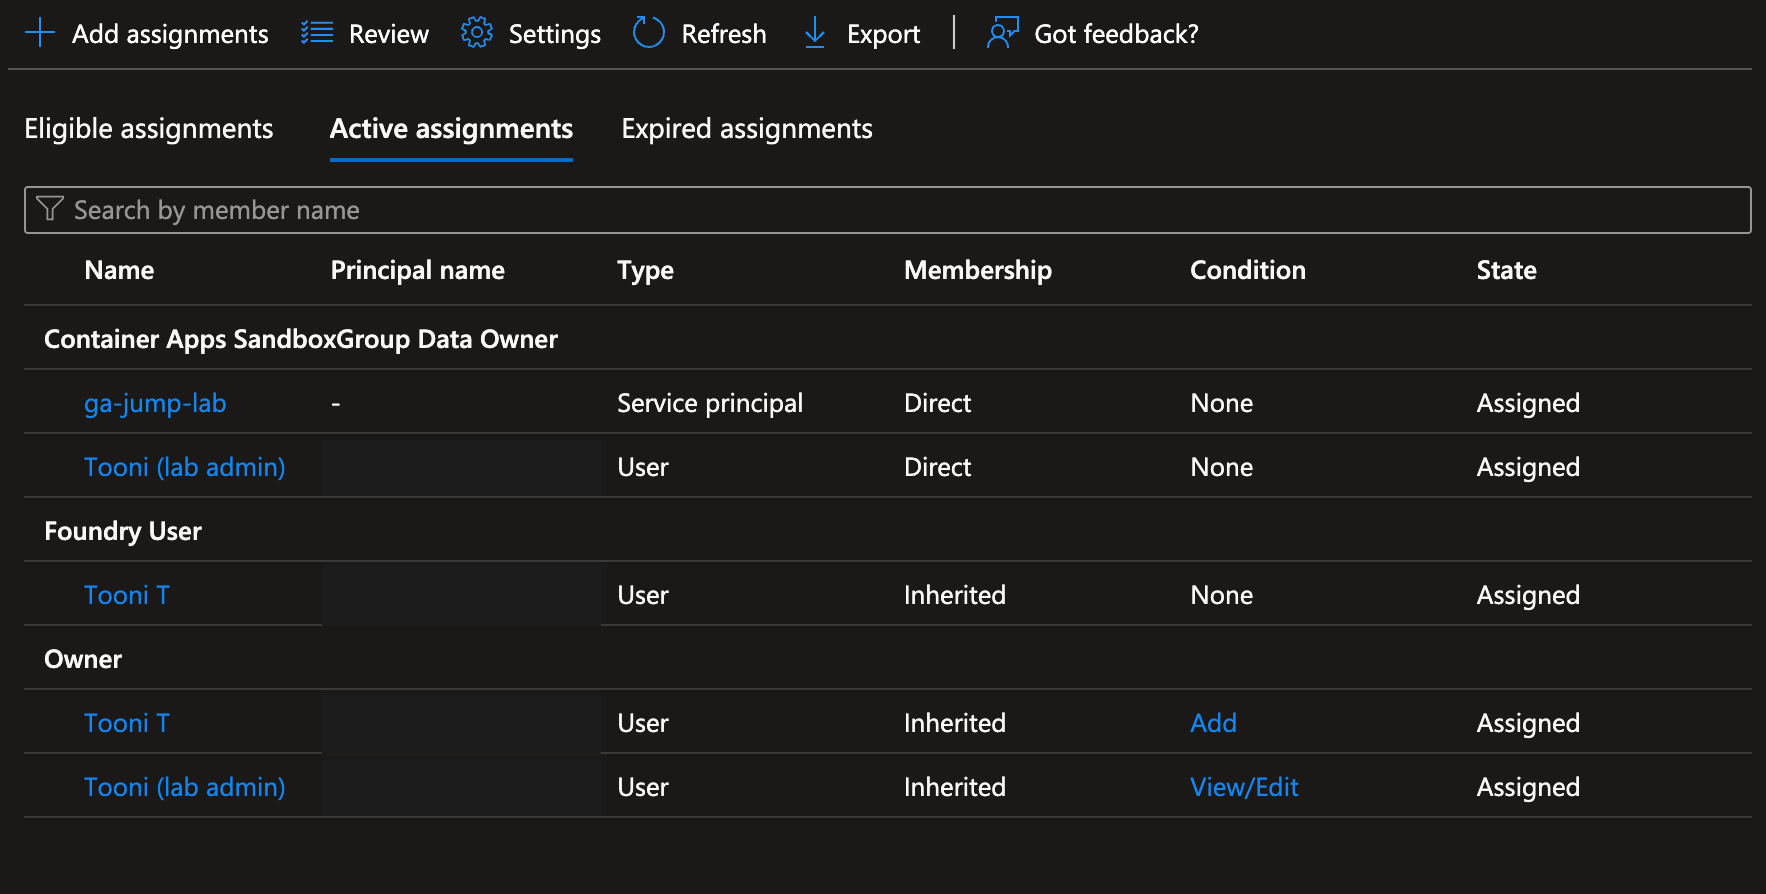 Add assignments Review Settings Refresh Export | Got feedback?
Eligible assignments Active assignments Expired assignments
Search by member name
Name Principal name Type Membership Condition State
Container Apps SandboxGroup Data Owner
ga-jump-lab - Service principal Direct None Assigned
Tooni (lab admin) User Direct None Assigned
Foundry User
Tooni T User Inherited None Assigned
Owner
Tooni T User Inherited Add Assigned
Tooni (lab admin) User Inherited View/Edit Assigned